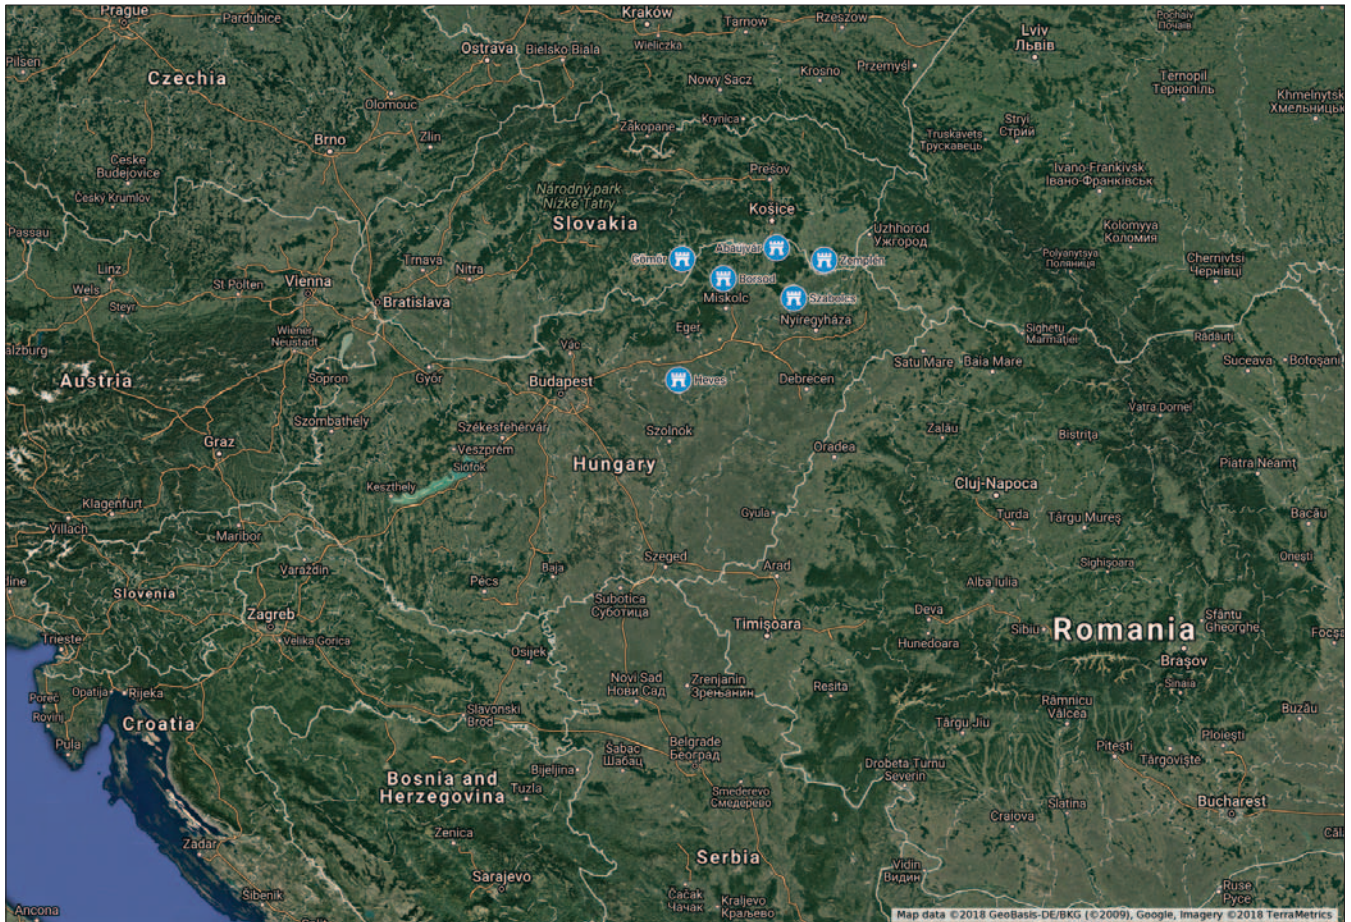 Prague
Pardubice
Kraków
Tarnow
Rzeszów
Pochaiv
Почаїв
Pilsen
Ostrava
Bielsko Biala
Wieliczka
Lviv
Львів
Czechia
Olomouc
Nowy Sacz
Krosno
Przemyśl
Ternopil
Тернопіль
Khmelnytsk
Хмельницьк
Brno
Zlin
Zakopane
Krynica
Truskavets
Трускавець
Stryi
Стрий
České
Budejovice
Český Krumlov
Prešov
Ivano-Frankivsk
Івано-Франківськ
Národný park
Nízke Tatry
Slovakia
Košice
Uzhhorod
Ужгород
Kolomyya
Коломия
Passau
Linz
Wels
Steyr
St Polten
Vienna
Trnava
Nitra
Bratislava
Gömör
Abaújvár
Zemplén
Borsod
Szabolcs
Miskolc
Polyanytsya
Поляниця
Chernivtsi
Чернівці
Wiener
Neustadt
Eger
Nyíregyháza
Sighetu
Marmației
Rădăuți
alzburg
Austria
Sopron
Győr
Vác
Budapest
Heves
Debrecen
Satu Mare
Baia Mare
Suceava
Botoșani
Szombathely
Székesfehérvár
Veszprém
Siófok
Keszthely
Szolnok
Oradea
Zalău
Vatra Dornei
Bistrița
Piatra Neamț
Graz
Hungary
Cluj-Napoca
Turda
Târgu Mureș
Bacău
Klagenfurt
Villach
Maribor
Gyula
Varaždin
Pécs
Baja
Szeged
Arad
Sighișoara
Onești
dine
Slovenia
Alba Iulia
Zagreb
Velika Gorica
Subotica
Суботица
Timișoara
Deva
Hunedoara
Sibiu
Romania
Sfântu
Gheorghe
Focșa
Trieste
Osijek
Brașov
Sinaia
Poreč
Rovinj
Opatija
Rijeka
Pula
Croatia
Slavonski
Brod
Novi Sad
Нови Сад
Zrenjanin
Зрењанин
Resita
Râmnicu
Vâlcea
Târgu Jiu
Buzău
Bosnia and
Herzegovina
Bijeljina
Tuzla
Šabac
Шабац
Belgrade
Београд
Pitești
Ploiești
Târgoviște
Drobeta Turnu
Severin
Smederevo
Смедерево
Slatina
Craiova
Bucharest
Zadar
Zenica
Sarajevo
Serbia
Šibenik
Čačak
Чачак
Kraljevo
Краљево
Vidin
Видин
Ruse
Русе
Ancona
Map data ©2018 GeoBasis-DE/BKG (©2009), Google, Imagery ©2018 TerraMetrics